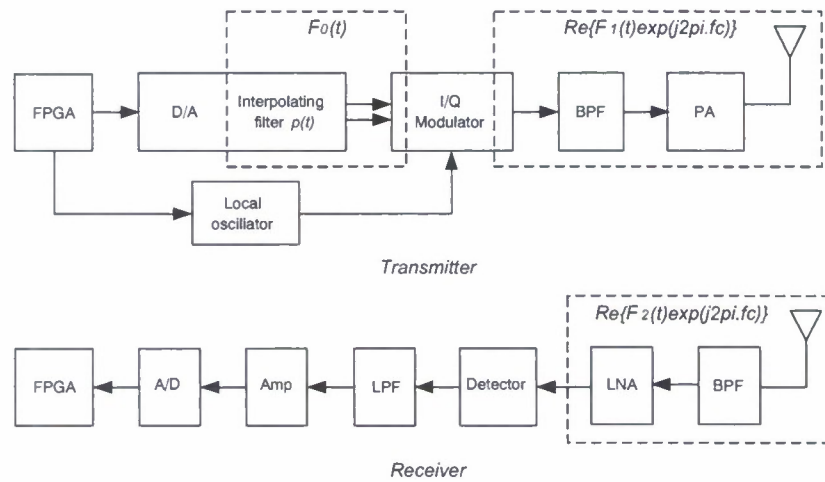 F0(t)
Re{F1(t)exp(j2pi.fc)}
FPGA
D/A
Interpolating
filter p(t)
I/Q
Modulator
BPF
PA
Local
oscillator
Transmitter
Re{F2(t)exp(j2pi.fc)}
FPGA
A/D
Amp
LPF
Detector
LNA
BPF
Receiver